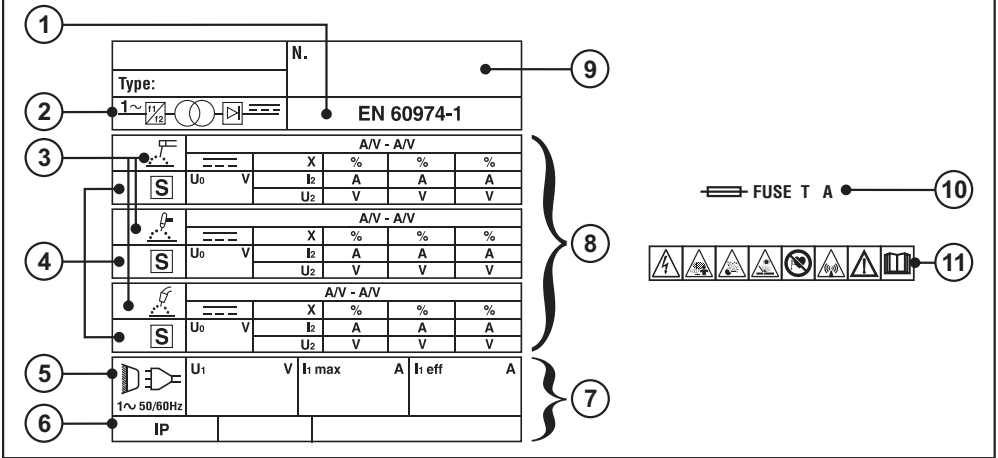 1
N.
9
Type:
2
1~ f1 f2
EN 60974-1
3
A/V - A/V
X % % %
S U0 V I2 A A A
U2 V V V
A/V - A/V
X % % %
4
S U0 V I2 A A A
U2 V V V
8
A/V - A/V
X % % %
S U0 V I2 A A A
U2 V V V
10
FUSE T A
11
5
U1 V I1 max A I1 eff A
1~ 50/60Hz
7
6
IP